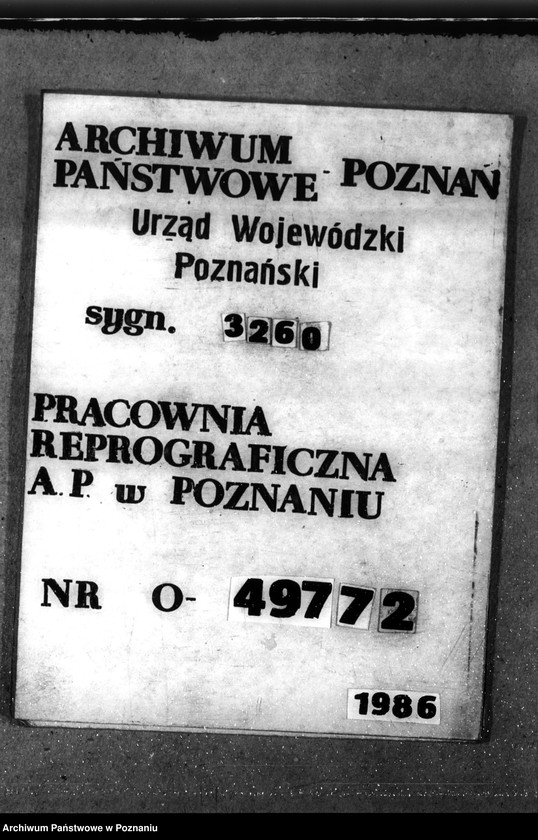 ARCHIWUM
PAŃSTWOWE - POZNAŃ
Urząd Wojewódzki
Poznański
sygn. 3260
PRACOWNIA
REPROGRAFICZNA
A.P. w POZNANIU
NR O- 49772
1986
Archiwum Państwowe w Poznaniu